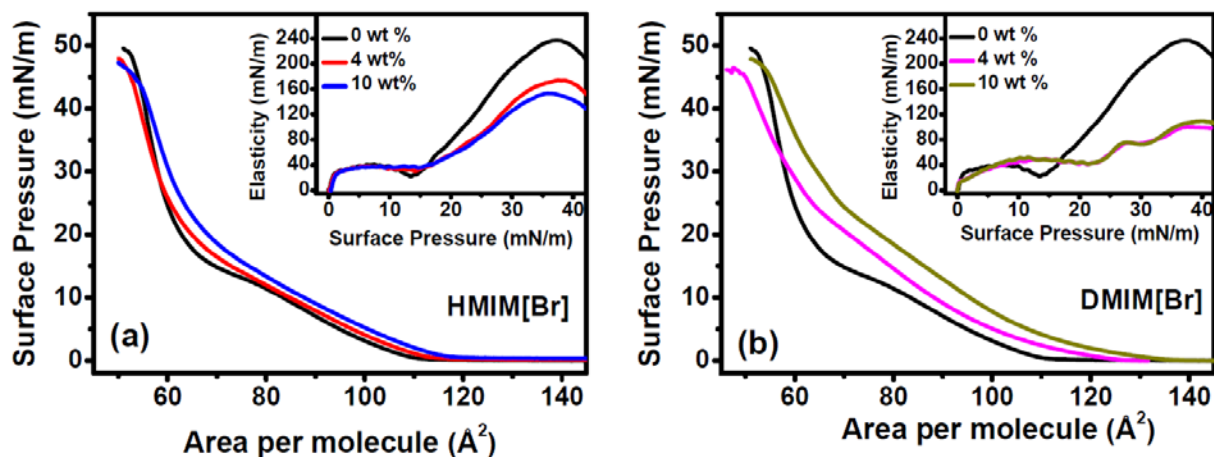 50
40
30
20
10
0
Surface Pressure (mN/m)
60 80 100 120 140
Area per molecule (Å²)
(a)
HMIM[Br]
240
200
160
120
80
40
0
Elasticity (mN/m)
0 wt %
4 wt%
10 wt%
0 10 20 30 40
Surface Pressure (mN/m)
50
40
30
20
10
0
Surface Pressure (mN/m)
60 80 100 120 140
Area per molecule (Å²)
(b)
DMIM[Br]
240
200
160
120
80
40
0
Elasticity (mN/m)
0 wt %
4 wt %
10 wt %
0 10 20 30 40
Surface Pressure (mN/m)